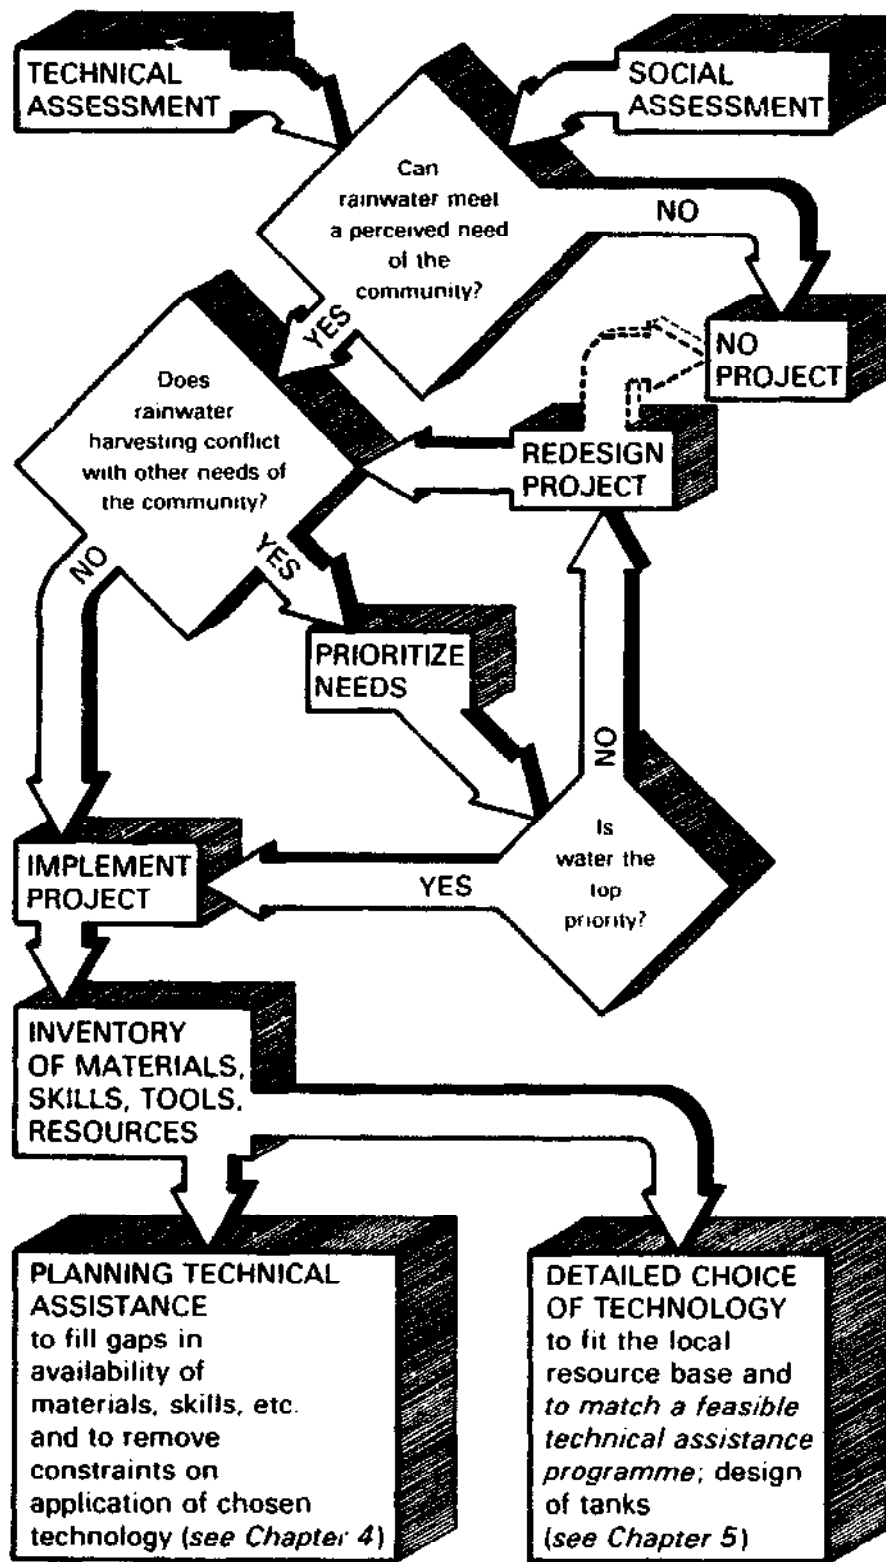 TECHNICAL
ASSESSMENT
SOCIAL
ASSESSMENT
Can
rainwater meet
a perceived need
of the
community?
NO
YES
NO
PROJECT
Does
rainwater
harvesting conflict
with other needs of
the community?
REDESIGN
PROJECT
NO
YES
PRIORITIZE
NEEDS
NO
Is
water the
top
priority?
YES
IMPLEMENT
PROJECT
INVENTORY
OF MATERIALS,
SKILLS, TOOLS,
RESOURCES
PLANNING TECHNICAL
ASSISTANCE
to fill gaps in
availability of
materials, skills, etc.
and to remove
constraints on
application of chosen
technology (see Chapter 4)
DETAILED CHOICE
OF TECHNOLOGY
to fit the local
resource base and
to match a feasible
technical assistance
programme; design
of tanks
(see Chapter 5)